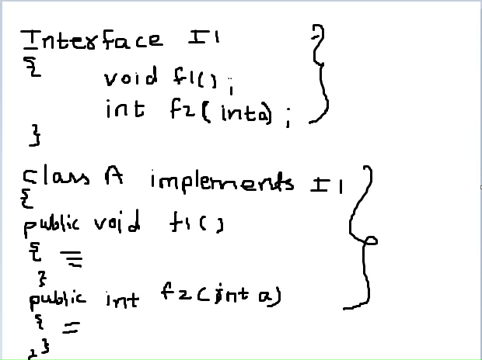 Interface I1
{
void f1();
int f2(int a);
}
class A implements I1
{
public void f1()
{ =
}
public int f2(int a)
{ =
}
}